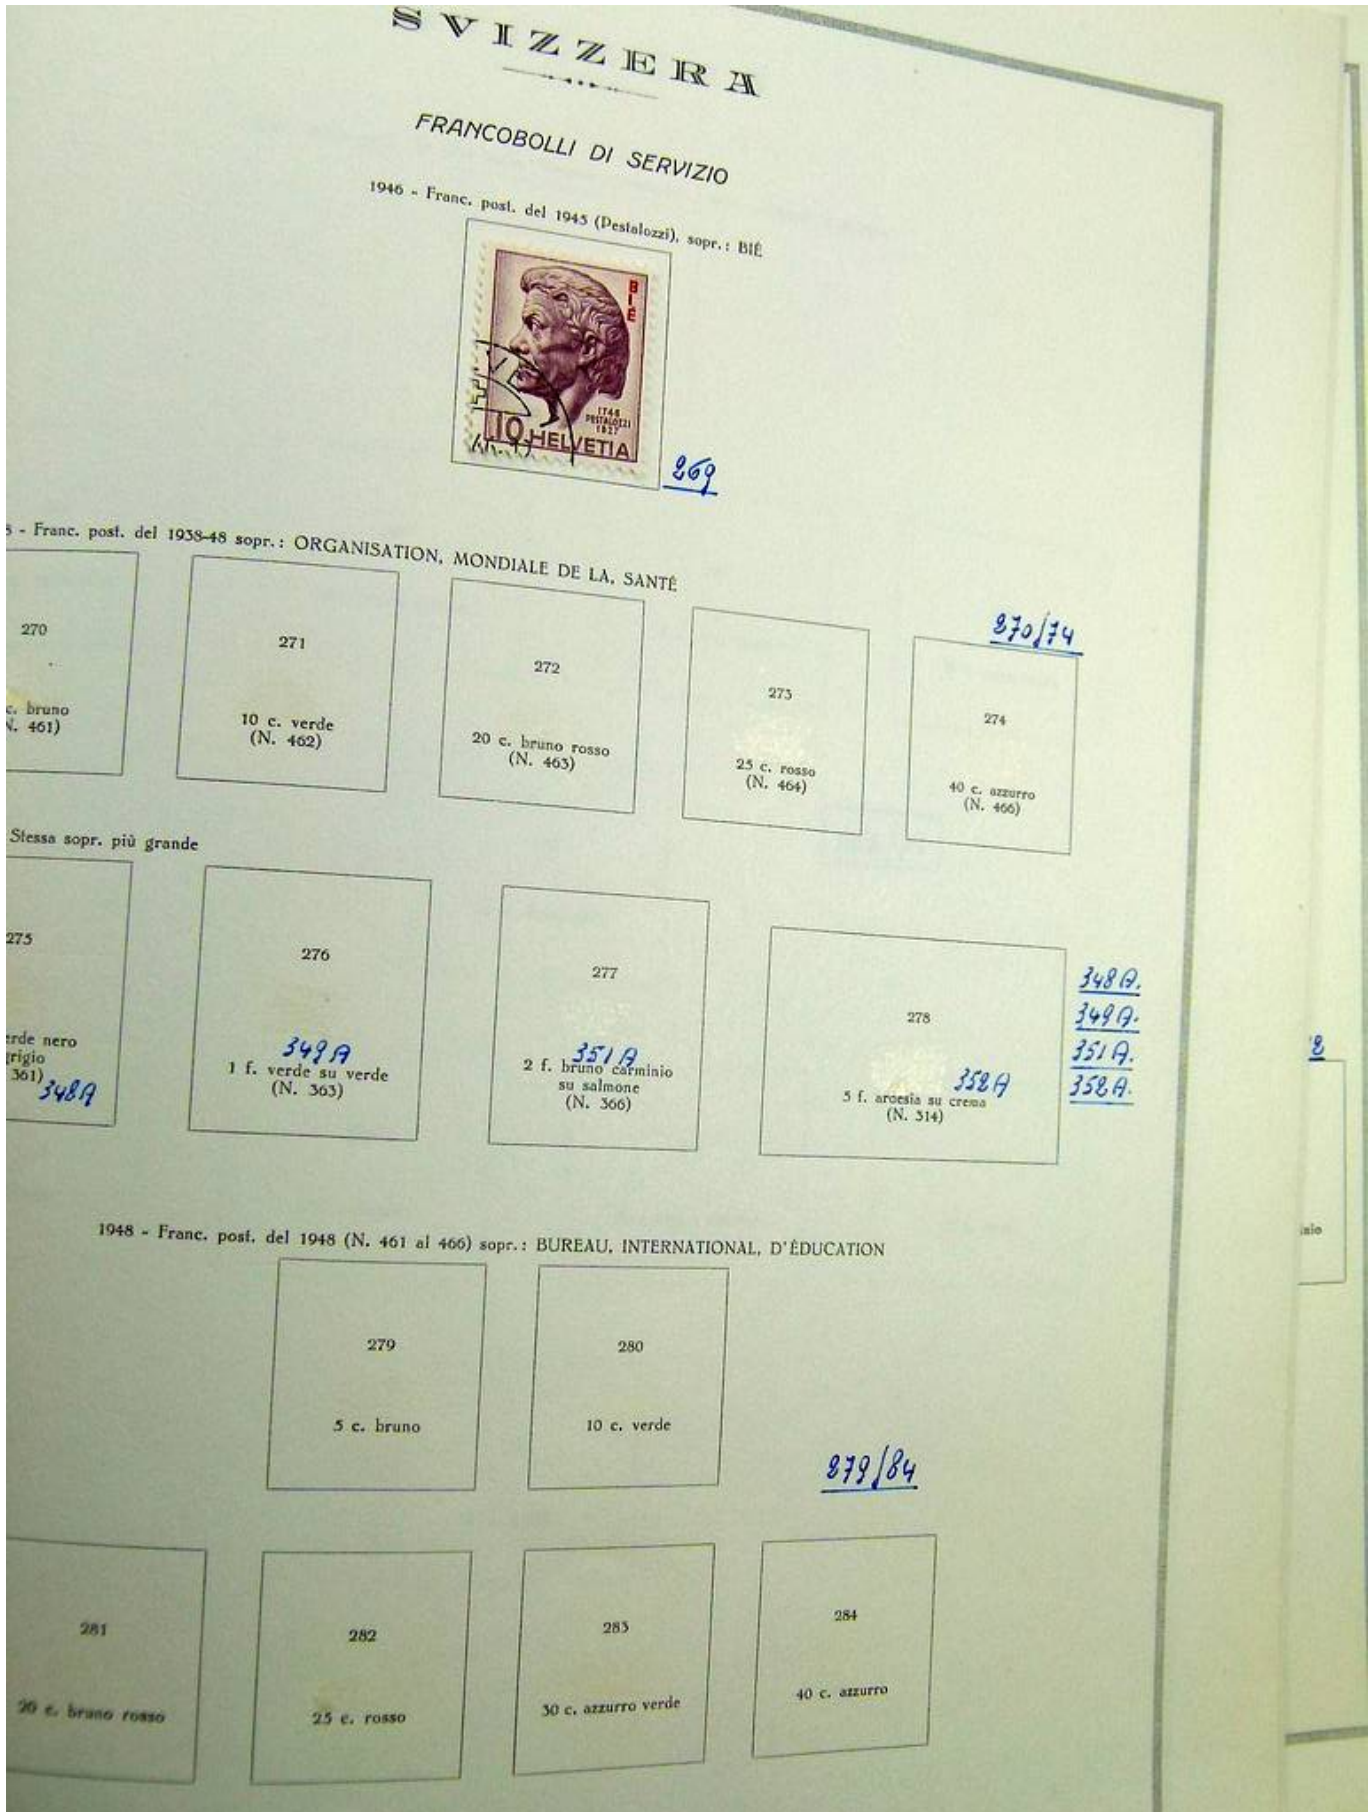 SVIZZERA
FRANCOBOLLI DI SERVIZIO
1946 - Franc. post. del 1945 (Pestalozzi), sopr.: BIÉ
BIÉ
1746
PESTALOZZI
1827
10 HELVETIA
269
8 - Franc. post. del 1938-48 sopr.: ORGANISATION, MONDIALE DE LA, SANTÉ
270/74
270
c. bruno
N. 461)
271
10 c. verde
(N. 462)
272
20 c. bruno rosso
(N. 463)
273
25 c. rosso
(N. 464)
274
40 c. azzurro
(N. 466)
Stessa sopr. più grande
275
erde nero
grigio
361)
348A
276
349A
1 f. verde su verde
(N. 363)
277
351A
2 f. bruno carminio
su salmone
(N. 366)
278
352A
5 f. ardesia su crema
(N. 314)
348A.
349A.
351A.
352A.
1948 - Franc. post. del 1948 (N. 461 al 466) sopr.: BUREAU, INTERNATIONAL, D'ÉDUCATION
279
5 c. bruno
280
10 c. verde
279/84
281
20 c. bruno rosso
282
25 c. rosso
283
30 c. azzurro verde
284
40 c. azzurro